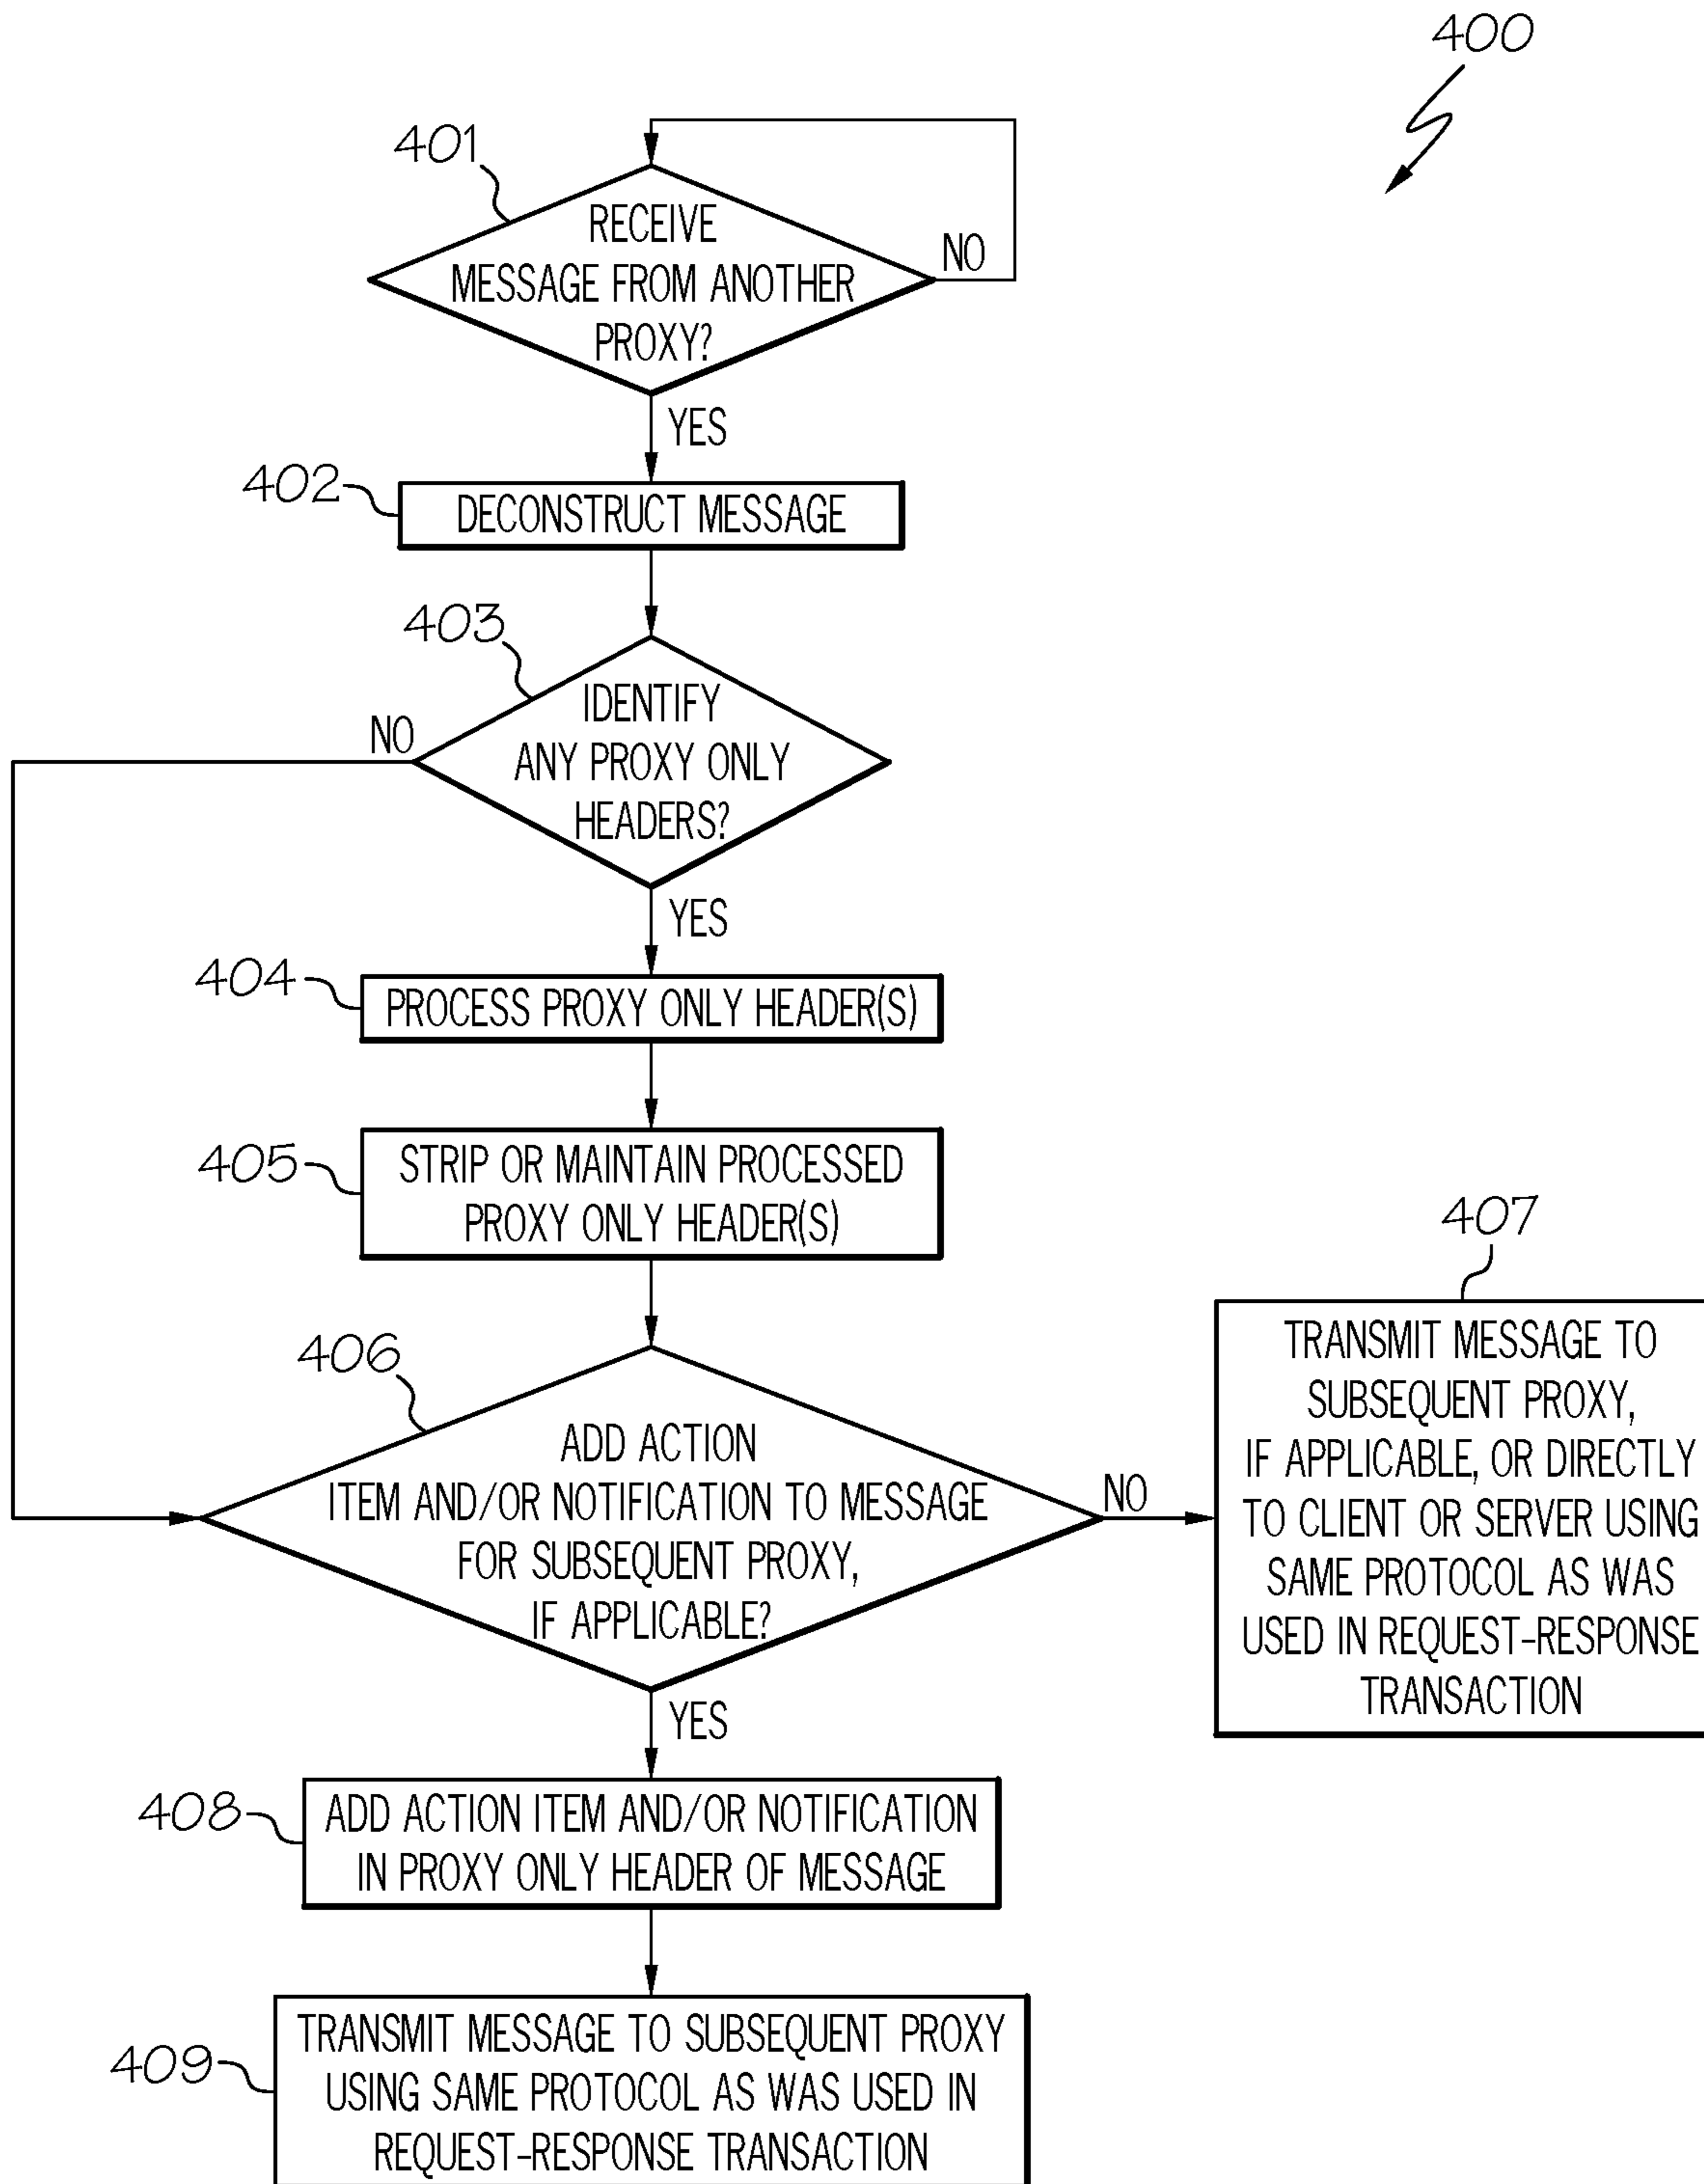 400
401
RECEIVE
MESSAGE FROM ANOTHER
PROXY?
NO
YES
402
DECONSTRUCT MESSAGE
403
IDENTIFY
ANY PROXY ONLY
HEADERS?
NO
YES
404
PROCESS PROXY ONLY HEADER(S)
405
STRIP OR MAINTAIN PROCESSED
PROXY ONLY HEADER(S)
406
ADD ACTION
ITEM AND/OR NOTIFICATION TO MESSAGE
FOR SUBSEQUENT PROXY,
IF APPLICABLE?
NO
407
TRANSMIT MESSAGE TO
SUBSEQUENT PROXY,
IF APPLICABLE, OR DIRECTLY
TO CLIENT OR SERVER USING
SAME PROTOCOL AS WAS
USED IN REQUEST-RESPONSE
TRANSACTION
YES
408
ADD ACTION ITEM AND/OR NOTIFICATION
IN PROXY ONLY HEADER OF MESSAGE
409
TRANSMIT MESSAGE TO SUBSEQUENT PROXY
USING SAME PROTOCOL AS WAS USED IN
REQUEST-RESPONSE TRANSACTION